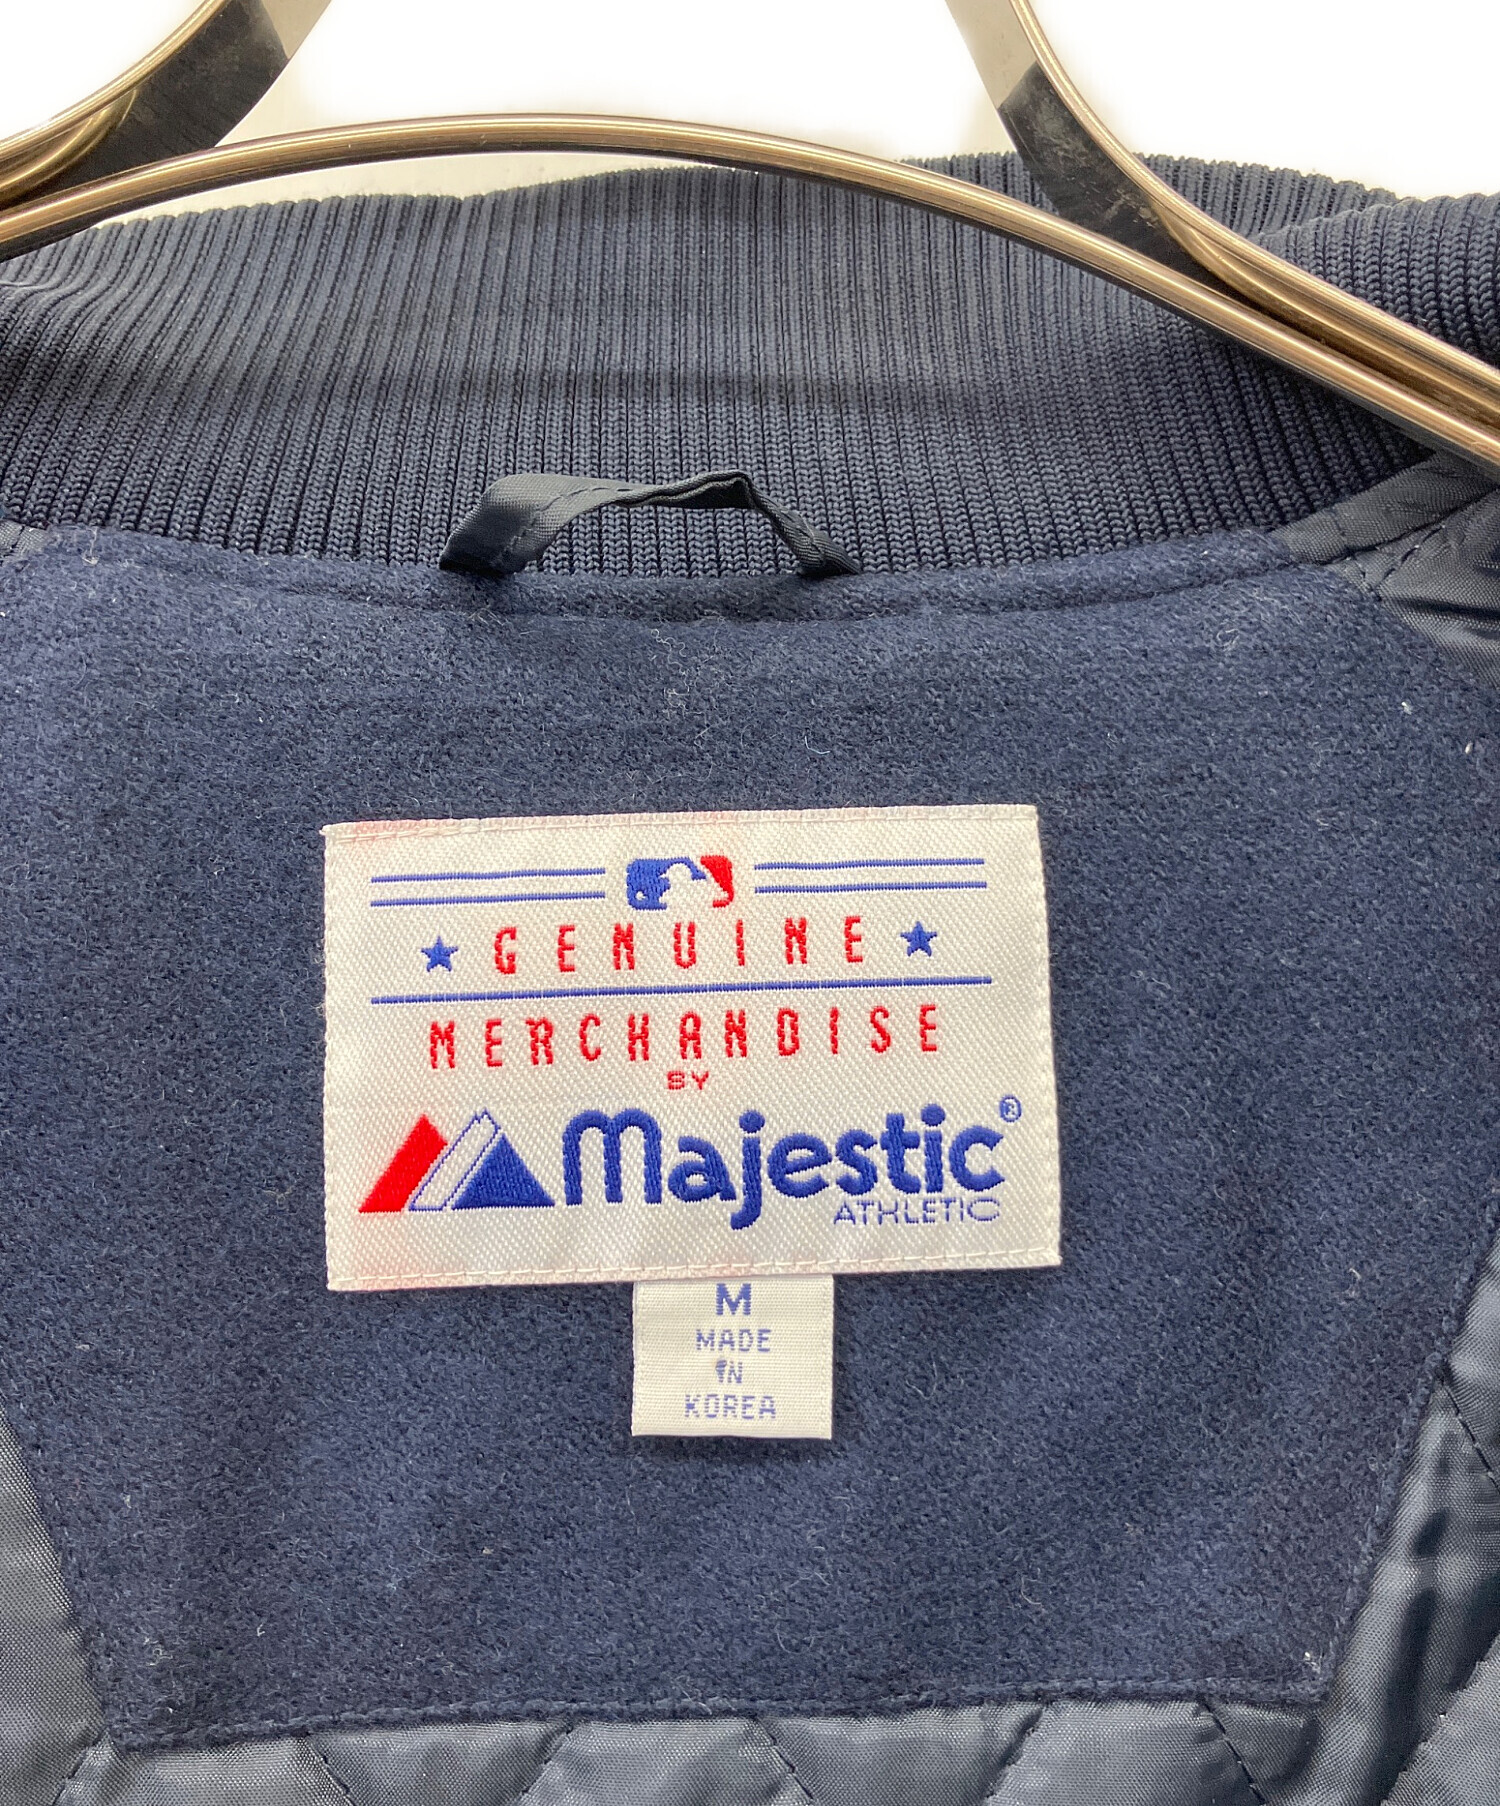 GENUINE
MERCHANDISE
BY
Majestic®
ATHLETIC
M
MADE
IN
KOREA